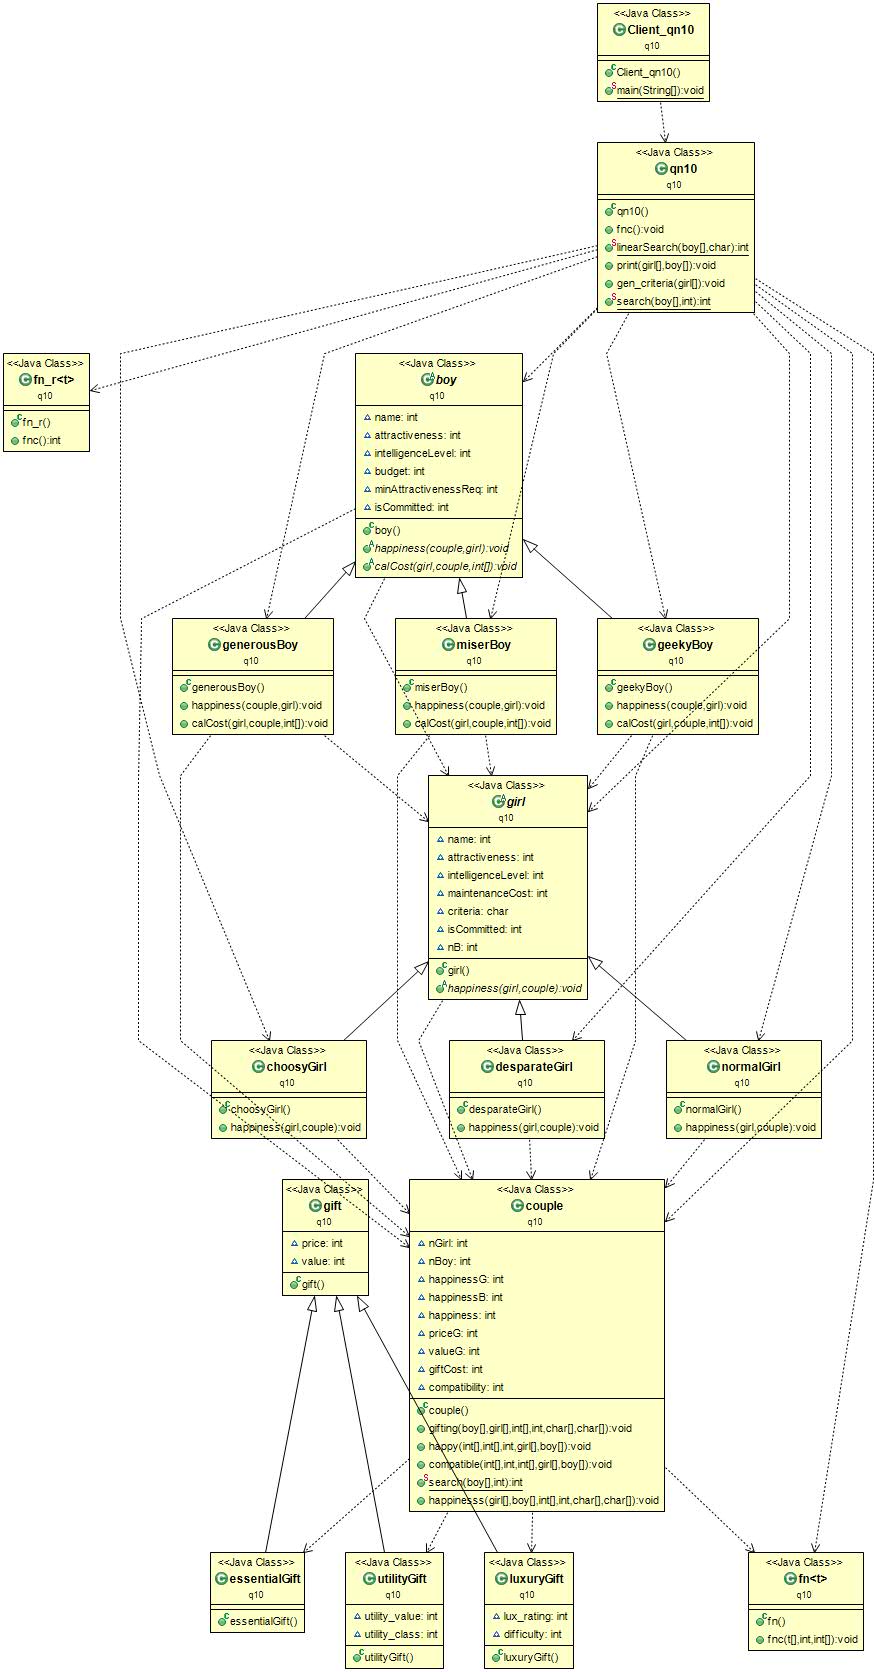 <<Java Class>>
Client_qn10
q10
Client_qn10()
main(String[]):void
<<Java Class>>
qn10
q10
qn10()
fnc():void
linearSearch(boy[],char):int
print(girl[],boy[]):void
gen_criteria(girl[]):void
search(boy[],int):int
<<Java Class>>
fn_r<t>
q10
fn_r()
fnc():int
<<Java Class>>
boy
q10
name: int
attractiveness: int
intelligenceLevel: int
budget: int
minAttractivenessReq: int
isCommitted: int
boy()
happiness(couple,girl):void
calCost(girl,couple,int[]):void
<<Java Class>>
generousBoy
q10
generousBoy()
happiness(couple,girl):void
calCost(girl,couple,int[]):void
<<Java Class>>
miserBoy
q10
miserBoy()
happiness(couple,girl):void
calCost(girl,couple,int[]):void
<<Java Class>>
geekyBoy
q10
geekyBoy()
happiness(couple,girl):void
calCost(girl,couple,int[]):void
<<Java Class>>
girl
q10
name: int
attractiveness: int
intelligenceLevel: int
maintenanceCost: int
criteria: char
isCommitted: int
nB: int
girl()
happiness(girl,couple):void
<<Java Class>>
choosyGirl
q10
choosyGirl()
happiness(girl,couple):void
<<Java Class>>
desparateGirl
q10
desparateGirl()
happiness(girl,couple):void
<<Java Class>>
normalGirl
q10
normalGirl()
happiness(girl,couple):void
<<Java Class>>
gift
q10
price: int
value: int
gift()
<<Java Class>>
couple
q10
nGirl: int
nBoy: int
happinessG: int
happinessB: int
happiness: int
priceG: int
valueG: int
giftCost: int
compatibility: int
couple()
gifting(boy[],girl[],int[],int,char[],char[]):void
happy(int[],int[],int,girl[],boy[]):void
compatible(int[],int,int[],girl[],boy[]):void
search(boy[],int):int
happinesss(girl[],boy[],int[],int,char[],char[]):void
<<Java Class>>
essentialGift
q10
essentialGift()
<<Java Class>>
utilityGift
q10
utility_value: int
utility_class: int
utilityGift()
<<Java Class>>
luxuryGift
q10
lux_rating: int
difficulty: int
luxuryGift()
<<Java Class>>
fn<t>
q10
fn()
fnc(t[],int,int[]):void